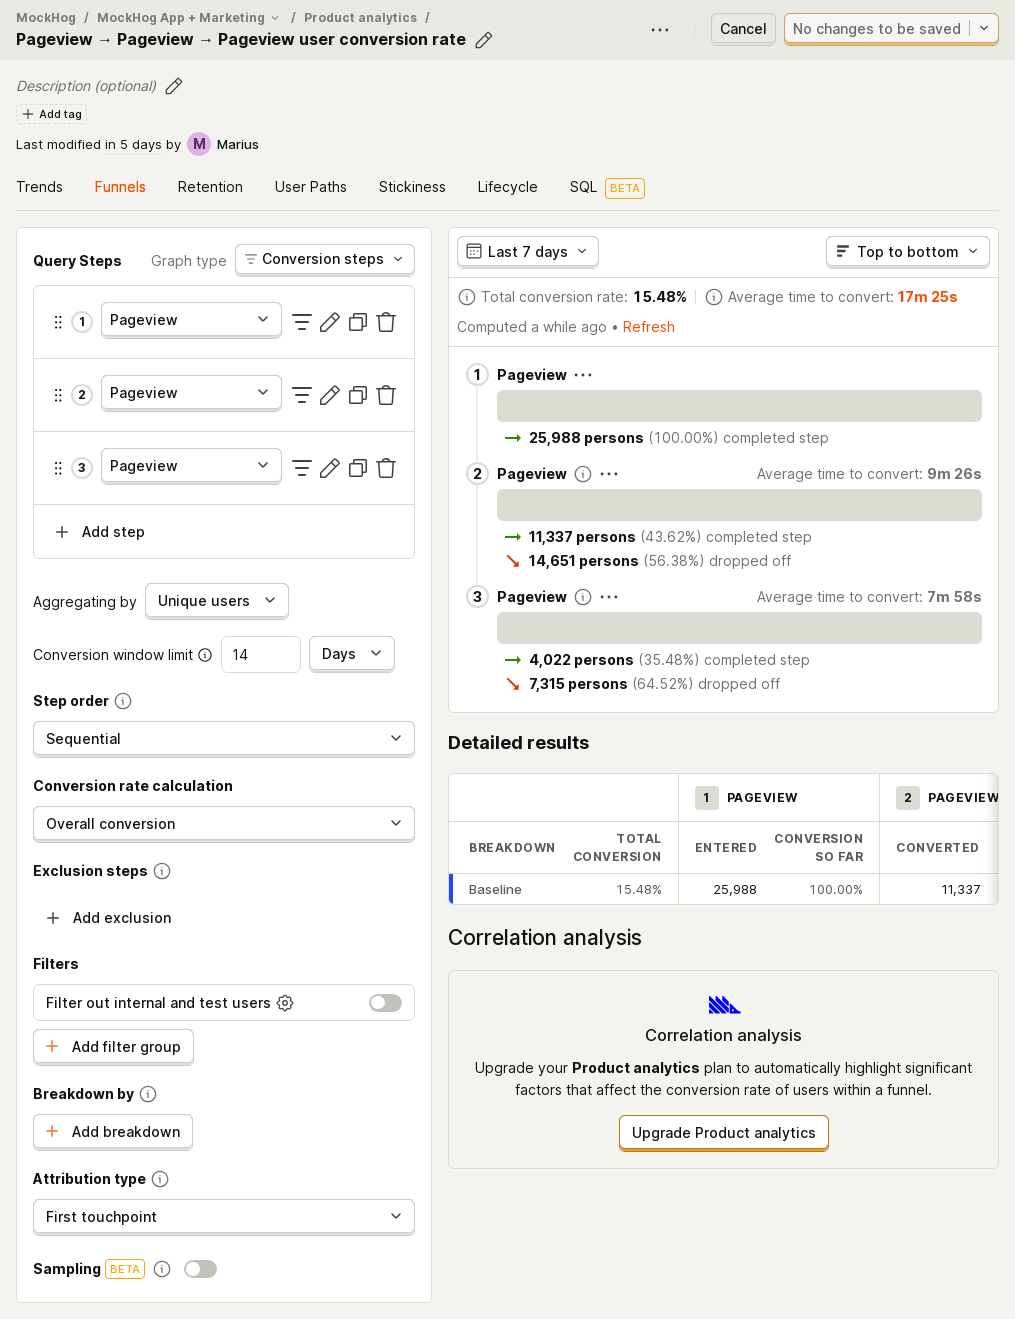 MockHog / MockHog App + Marketing / Product analytics /
Pageview → Pageview → Pageview user conversion rate
Cancel
No changes to be saved
Description (optional)
Add tag
Last modified in 5 days by M Marius
Trends Funnels Retention User Paths Stickiness Lifecycle SQL BETA
Query Steps Graph type Conversion steps
1 Pageview
2 Pageview
3 Pageview
Add step
Aggregating by Unique users
Conversion window limit 14 Days
Step order
Sequential
Conversion rate calculation
Overall conversion
Exclusion steps
Add exclusion
Filters
Filter out internal and test users
Add filter group
Breakdown by
Add breakdown
Attribution type
First touchpoint
Sampling BETA
Last 7 days Top to bottom
Total conversion rate: 15.48% Average time to convert: 17m 25s
Computed a while ago • Refresh
1 Pageview
→ 25,988 persons (100.00%) completed step
2 Pageview Average time to convert: 9m 26s
→ 11,337 persons (43.62%) completed step
↘ 14,651 persons (56.38%) dropped off
3 Pageview Average time to convert: 7m 58s
→ 4,022 persons (35.48%) completed step
↘ 7,315 persons (64.52%) dropped off
Detailed results
1 PAGEVIEW 2 PAGEVIEW
BREAKDOWN TOTAL CONVERSION ENTERED CONVERSION SO FAR CONVERTED
Baseline 15.48% 25,988 100.00% 11,337
Correlation analysis
Correlation analysis
Upgrade your Product analytics plan to automatically highlight significant
factors that affect the conversion rate of users within a funnel.
Upgrade Product analytics